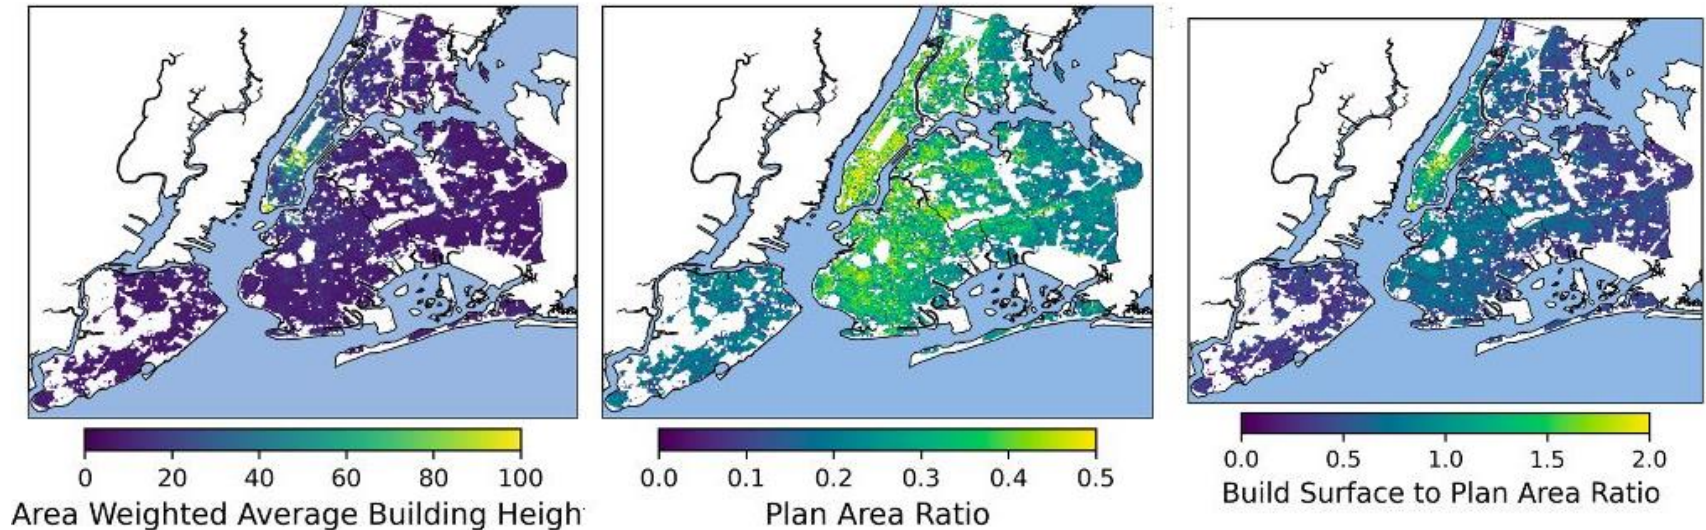 0 20 40 60 80 100
Area Weighted Average Building Heigh
0.0 0.1 0.2 0.3 0.4 0.5
Plan Area Ratio
0.0 0.5 1.0 1.5 2.0
Build Surface to Plan Area Ratio